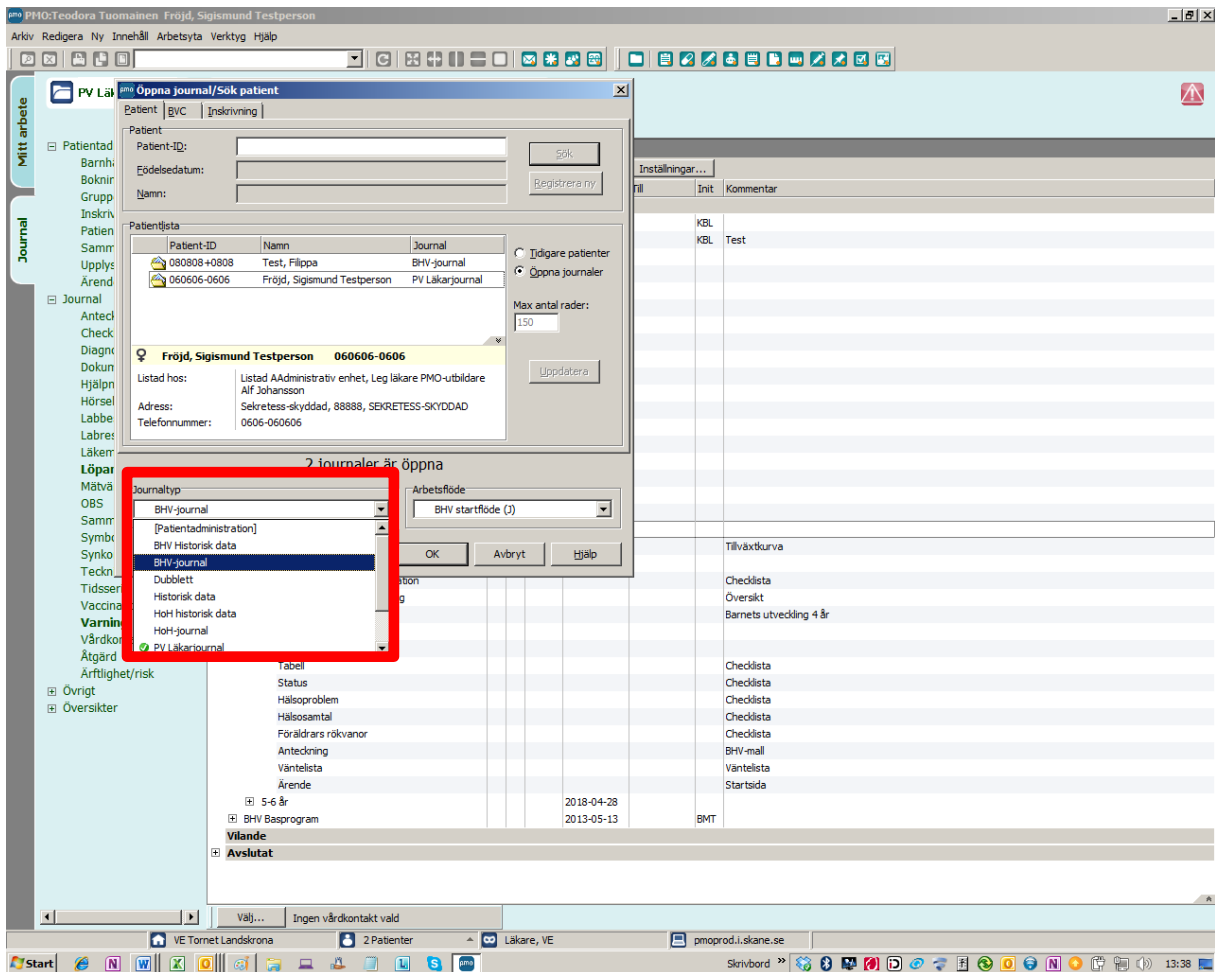 pmo PMO:Teodora Tuomainen Fröjd, Sigismund Testperson
Arkiv Redigera Ny Innehåll Arbetsyta Verktyg Hjälp
Mitt arbete
Journal
PV Läk
Patientad
Barnhä
Boknin
Grupp
Inskriv
Patien
Samm
Upplys
Ärend
Journal
Anteck
Check
Diagno
Dokum
Hjälpn
Hörsel
Labbe
Labres
Läkem
Löpar
Mätvä
OBS
Samm
Symbo
Synko
Teckn
Tidsseri
Vaccina
Varnin
Vårdkon
Åtgärd
Ärftlighet/risk
Övrigt
Översikter
pmo Öppna journal/Sök patient
Patient BVC Inskrivning
Patient
Patient-ID:
Sök
Födelsedatum:
Registrera ny
Namn:
Patientlista
Patient-ID Namn Journal
080808+0808 Test, Filippa BHV-journal
060606-0606 Fröjd, Sigismund Testperson PV Läkarjournal
Tidigare patienter
Öppna journaler
Max antal rader:
150
Uppdatera
Fröjd, Sigismund Testperson 060606-0606
Listad hos: Listad AAdministrativ enhet, Leg läkare PMO-utbildare
Alf Johansson
Adress: Sekretess-skyddad, 88888, SEKRETESS-SKYDDAD
Telefonnummer: 0606-060606
2 journaler är öppna
Journaltyp
BHV-journal
[Patientadministration]
BHV Historisk data
BHV-journal
Dubblett
Historisk data
HoH historisk data
HoH-journal
PV Läkarjournal
Arbetsflöde
BHV startflöde (J)
OK Avbryt Hjälp
Inställningar...
Till Init Kommentar
KBL
KBL Test
Tillväxtkurva
ation Checklista
g Översikt
Barnets utveckling 4 år
Tabell Checklista
Status Checklista
Hälsoproblem Checklista
Hälsosamtal Checklista
Föräldrars rökvanor Checklista
Anteckning BHV-mall
Väntelista Väntelista
Ärende Startsida
5-6 år 2018-04-28
BHV Basprogram 2013-05-13 BMT
Vilande
Avslutat
Välj... Ingen vårdkontakt vald
VE Tornet Landskrona 2 Patienter Läkare, VE pmoprod.i.skane.se
Start Skrivbord » 13:38